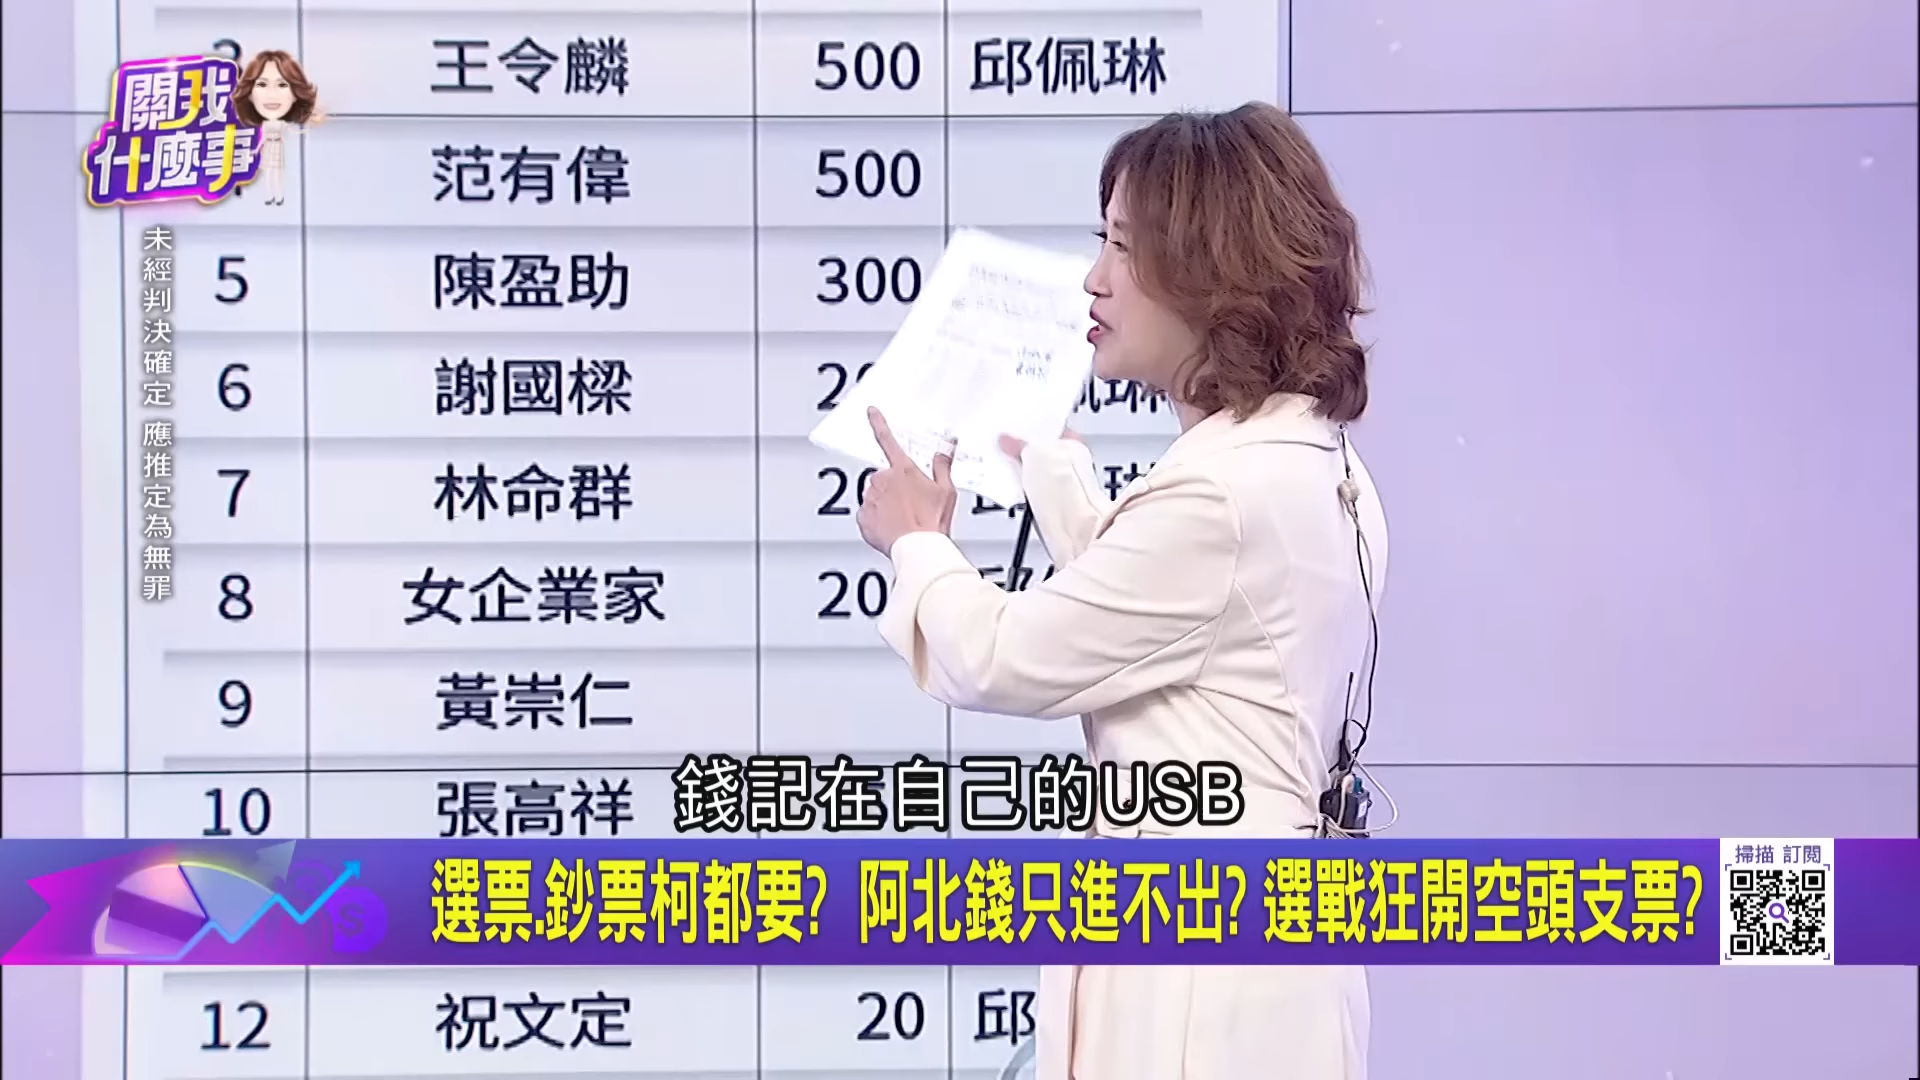 3 王令麟 500 邱佩琳
關我
什麼事
范有偉 500
未經判決確定 應推定為無罪
5 陳盈助 300
6 謝國樑
7 林命群
8 女企業家
9 黃崇仁
10 張高祥
錢記在自己的USB
選票.鈔票柯都要? 阿北錢只進不出? 選戰狂開空頭支票?
掃描 訂閱
12 祝文定 20 邱